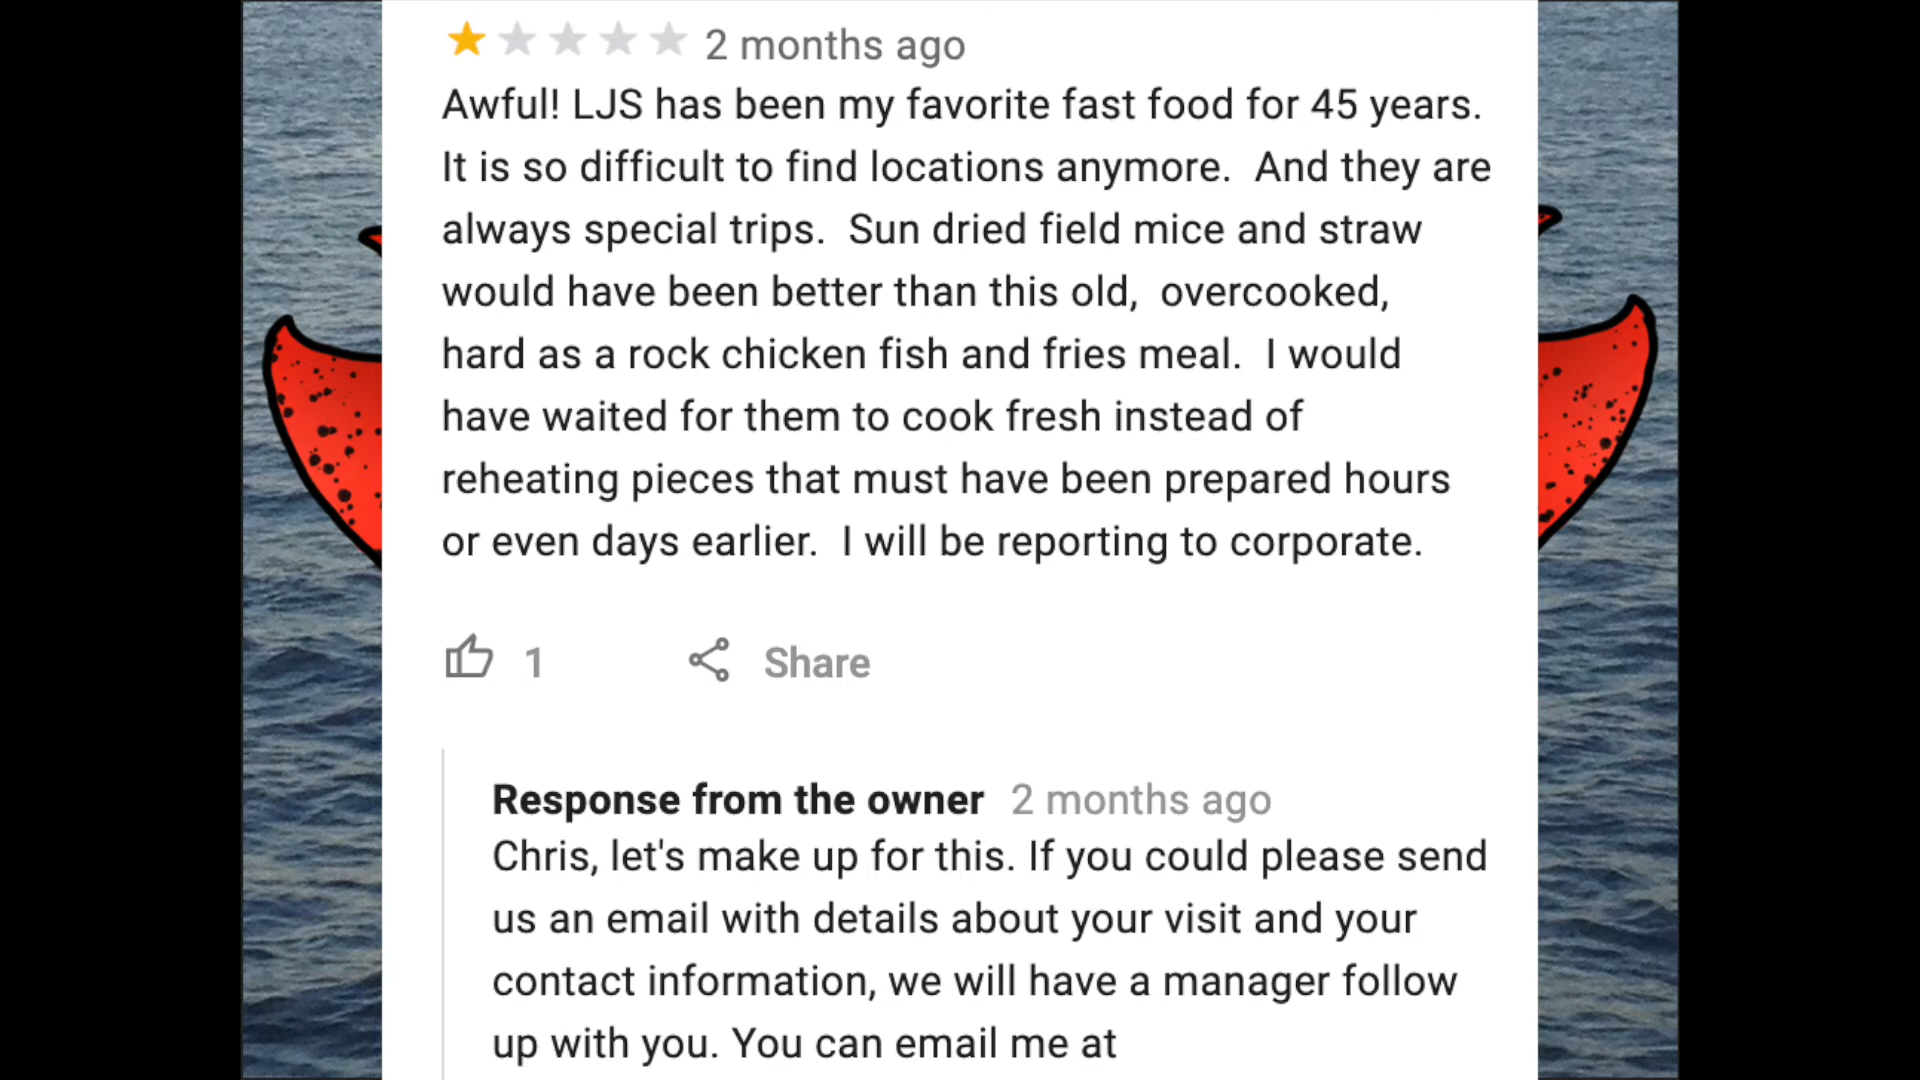 2 months ago
Awful! LJS has been my favorite fast food for 45 years.
It is so difficult to find locations anymore.  And they are
always special trips.  Sun dried field mice and straw
would have been better than this old,  overcooked,
hard as a rock chicken fish and fries meal.  I would
have waited for them to cook fresh instead of
reheating pieces that must have been prepared hours
or even days earlier.  I will be reporting to corporate.
1 Share
Response from the owner 2 months ago
Chris, let's make up for this. If you could please send
us an email with details about your visit and your
contact information, we will have a manager follow
up with you. You can email me at